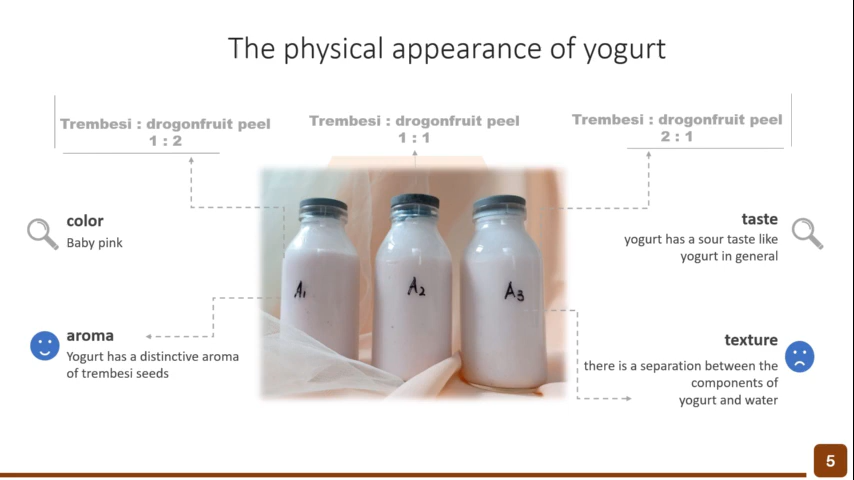 The physical appearance of yogurt
Trembesi : drogonfruit peel
1 : 2
Trembesi : drogonfruit peel
1 : 1
Trembesi : drogonfruit peel
2 : 1
color
Baby pink
aroma
Yogurt has a distinctive aroma
of trembesi seeds
A1
A2
A3
taste
yogurt has a sour taste like
yogurt in general
texture
there is a separation between the
components of
yogurt and water
5